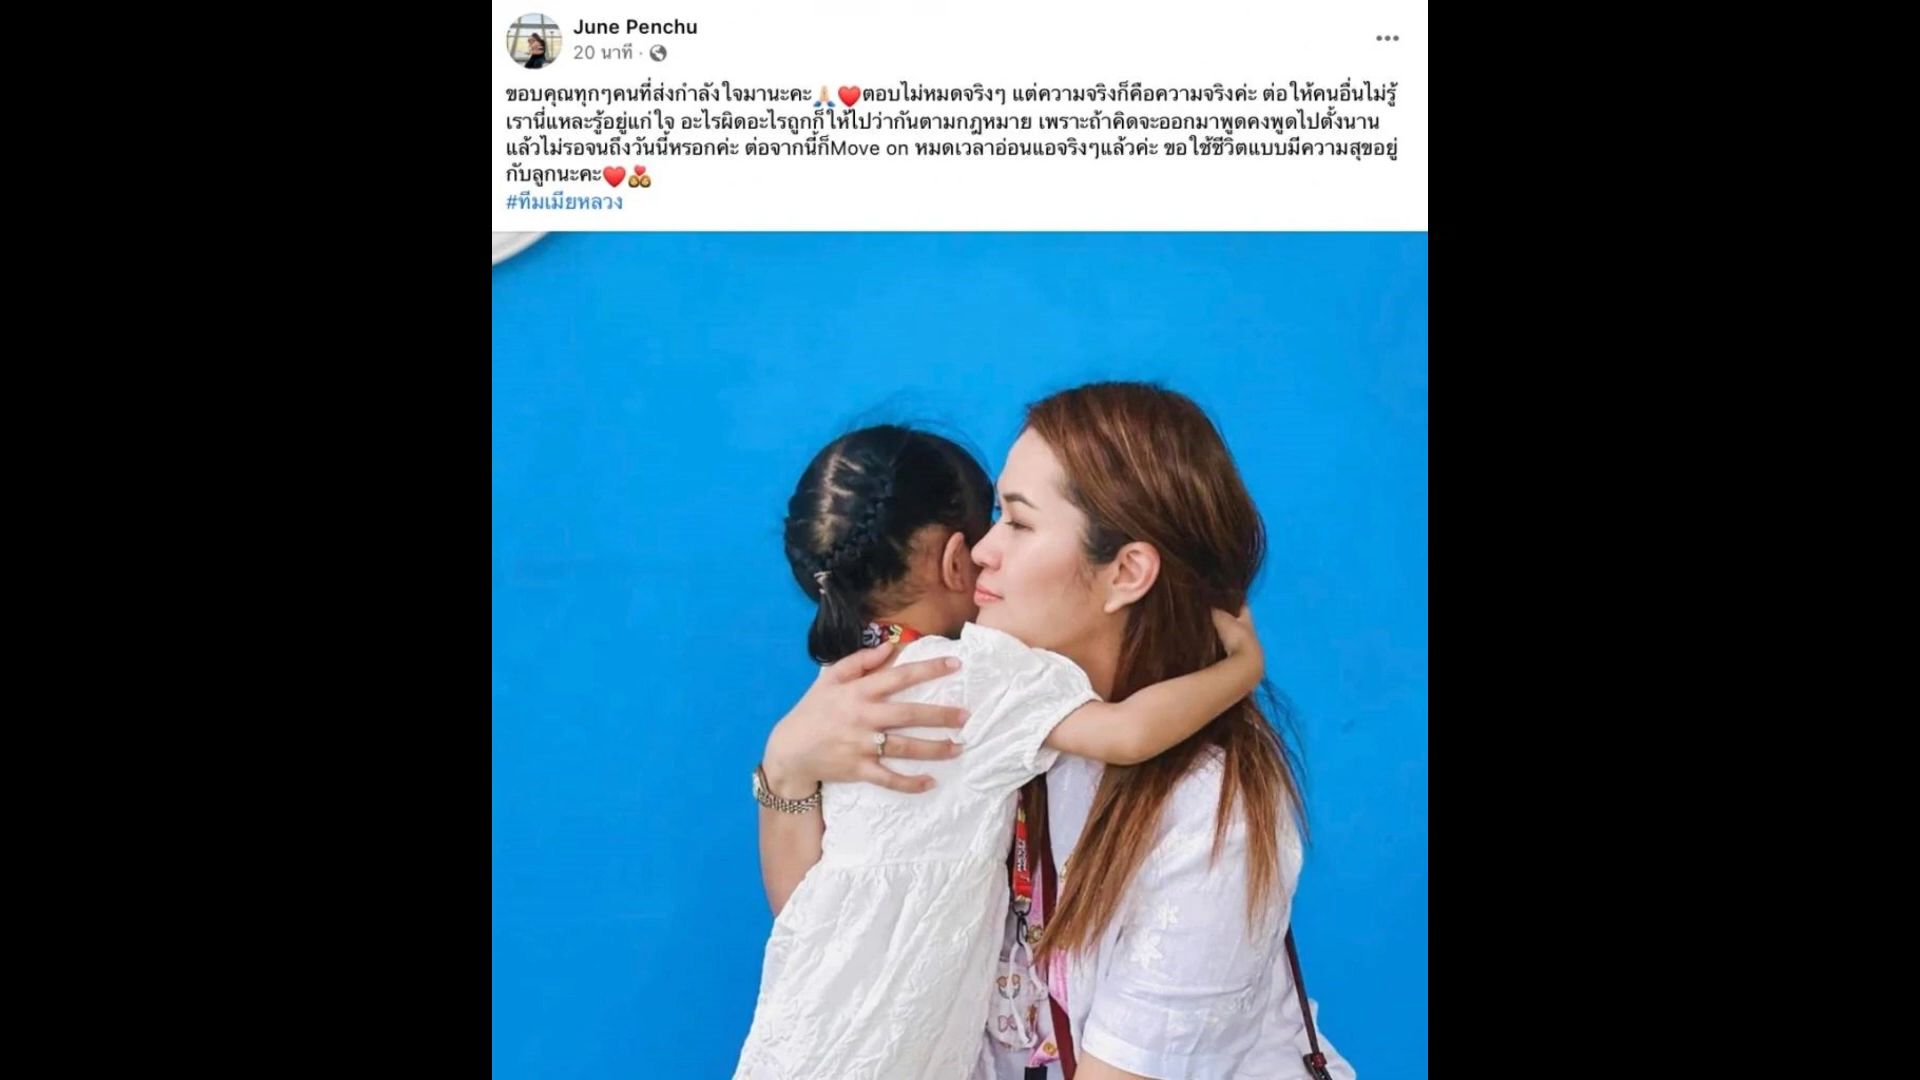 June Penchu
20 นาที ·
ขอบคุณทุกๆคนที่ส่งกำลังใจมานะคะ🙏🏻❤️ตอบไม่หมดจริงๆ แต่ความจริงก็คือความจริงค่ะ ต่อให้คนอื่นไม่รู้
เรานี่แหละรู้อยู่แก่ใจ อะไรผิดอะไรถูกก็ให้ไปว่ากันตามกฎหมาย เพราะถ้าคิดจะออกมาพูดคงพูดไปตั้งนาน
แล้วไม่รอจนถึงวันนี้หรอกค่ะ ต่อจากนี้ก็Move on หมดเวลาอ่อนแอจริงๆแล้วค่ะ ขอใช้ชีวิตแบบมีความสุขอยู่
กับลูกนะคะ❤️💏
#ทีมเมียหลวง